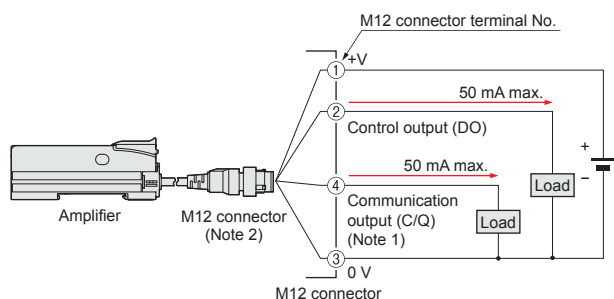 M12 connector terminal No.
1 +V
50 mA max.
2
Control output (DO)
+
−
Load
50 mA max.
4
Communication
output (C/Q)
(Note 1)
Load
Amplifier
M12 connector
(Note 2)
3
0 V
M12 connector